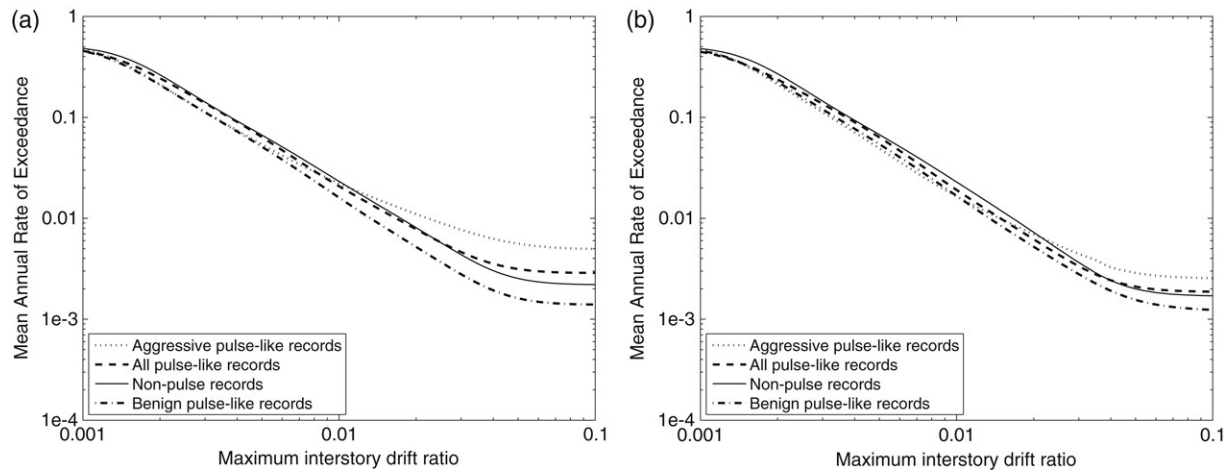 (a)
Mean Annual Rate of Exceedance
1
0.1
0.01
1e-3
1e-4
Aggressive pulse-like records
All pulse-like records
Non-pulse records
Benign pulse-like records
0.001
0.01
0.1
Maximum interstory drift ratio
(b)
Mean Annual Rate of Exceedance
1
0.1
0.01
1e-3
1e-4
Aggressive pulse-like records
All pulse-like records
Non-pulse records
Benign pulse-like records
0.001
0.01
0.1
Maximum interstory drift ratio